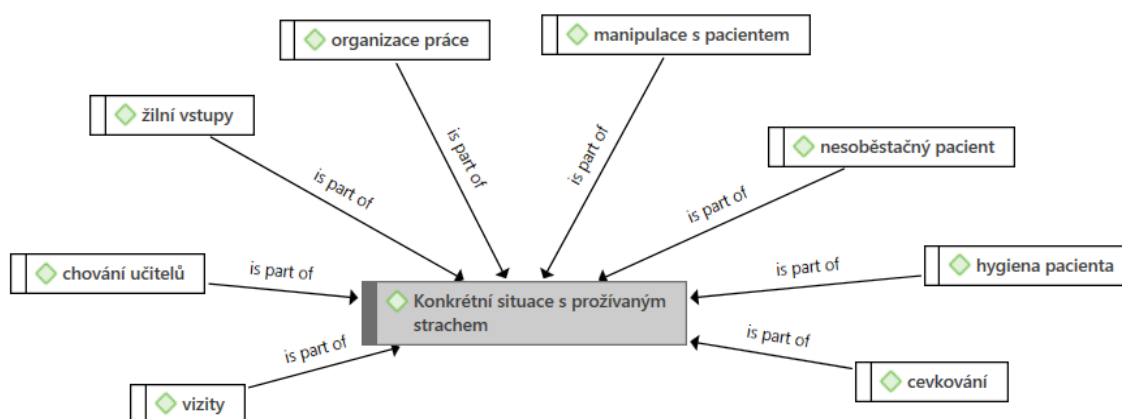 organizace práce
manipulace s pacientem
žilní vstupy
nesoběstačný pacient
is part of
is part of
is part of
is part of
chování učitelů
is part of
is part of
hygiena pacienta
Konkrétní situace s prožívaným
strachem
is part of
is part of
vizity
cevkování